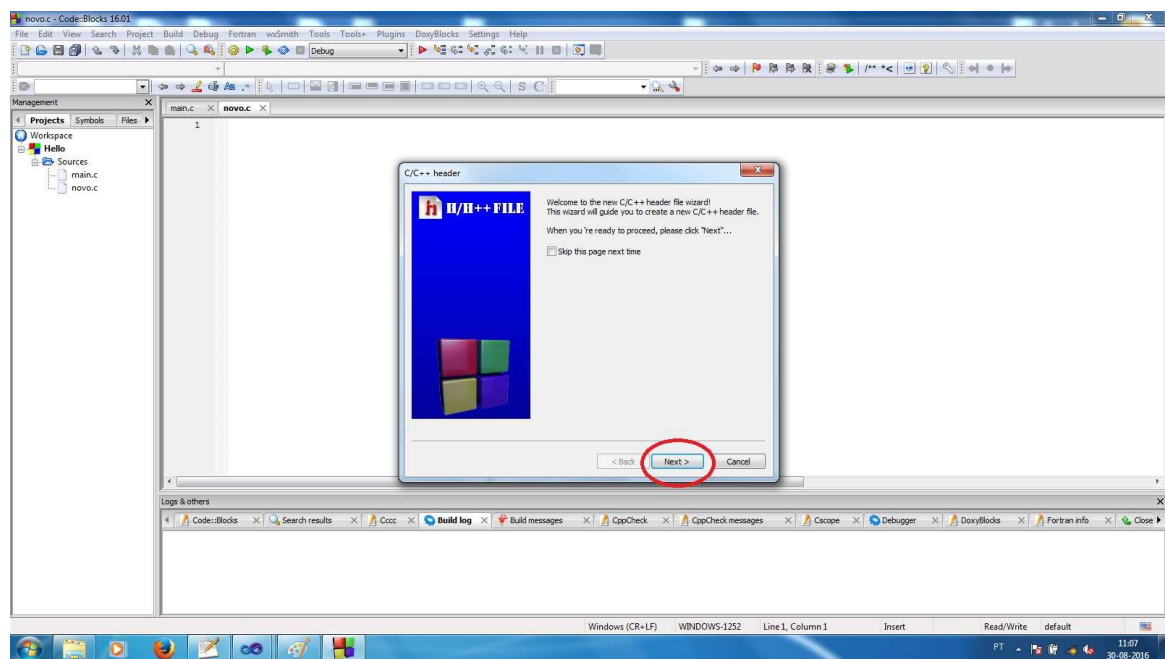 novo.c - Code::Blocks 16.01
File Edit View Search Project Build Debug Fortran wxSmith Tools Tools+ Plugins DoxyBlocks Settings Help
Debug
/** *<
S C
Management
main.c novo.c
Projects Symbols Files
1
Workspace
Hello
Sources
main.c
novo.c
C/C++ header
h H/H++ FILE
Welcome to the new C/C++ header file wizard!
This wizard will guide you to create a new C/C++ header file.
When you 're ready to proceed, please click "Next"...
Skip this page next time
< Back Next > Cancel
Logs & others
Code::Blocks Search results Cccc Build log Build messages CppCheck CppCheck messages Cscope Debugger DoxyBlocks Fortran info Close
Windows (CR+LF) WINDOWS-1252 Line 1, Column 1 Insert Read/Write default
PT 11:07
30-08-2016